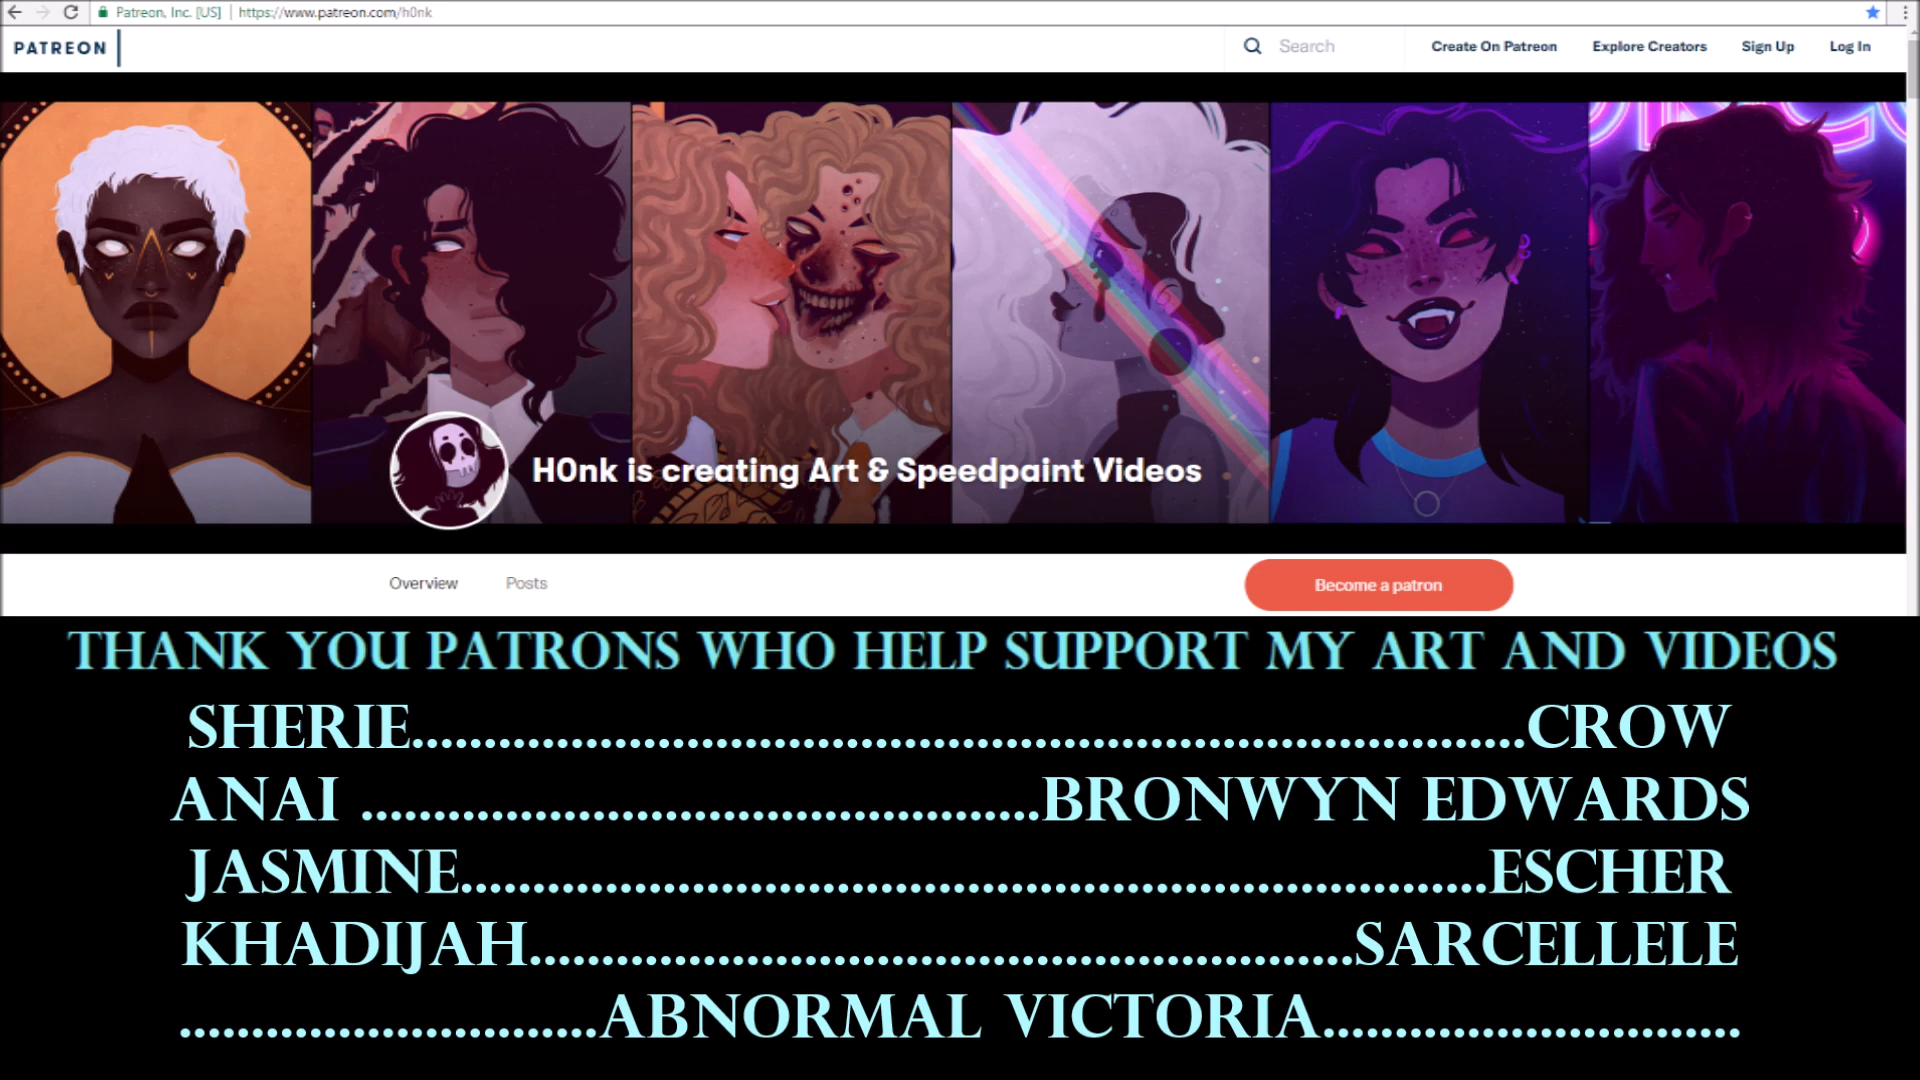 Patreon, Inc. [US] | https://www.patreon.com/h0nk
PATREON
Search
Create On Patreon
Explore Creators
Sign Up
Log In
H0nk is creating Art & Speedpaint Videos
Overview
Posts
Become a patron
THANK YOU PATRONS WHO HELP SUPPORT MY ART AND VIDEOS
SHERIE.............................................................................CROW
ANAI ...............................................BRONWYN EDWARDS
JASMINE.......................................................................ESCHER
KHADIJAH.........................................................SARCELLELE
.............................ABNORMAL VICTORIA.............................